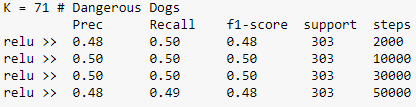 K = 71 # Dangerous Dogs
Prec Recall f1-score support steps
relu >> 0.48 0.50 0.48 303 2000
relu >> 0.50 0.50 0.50 303 10000
relu >> 0.50 0.50 0.50 303 30000
relu >> 0.48 0.49 0.48 303 50000